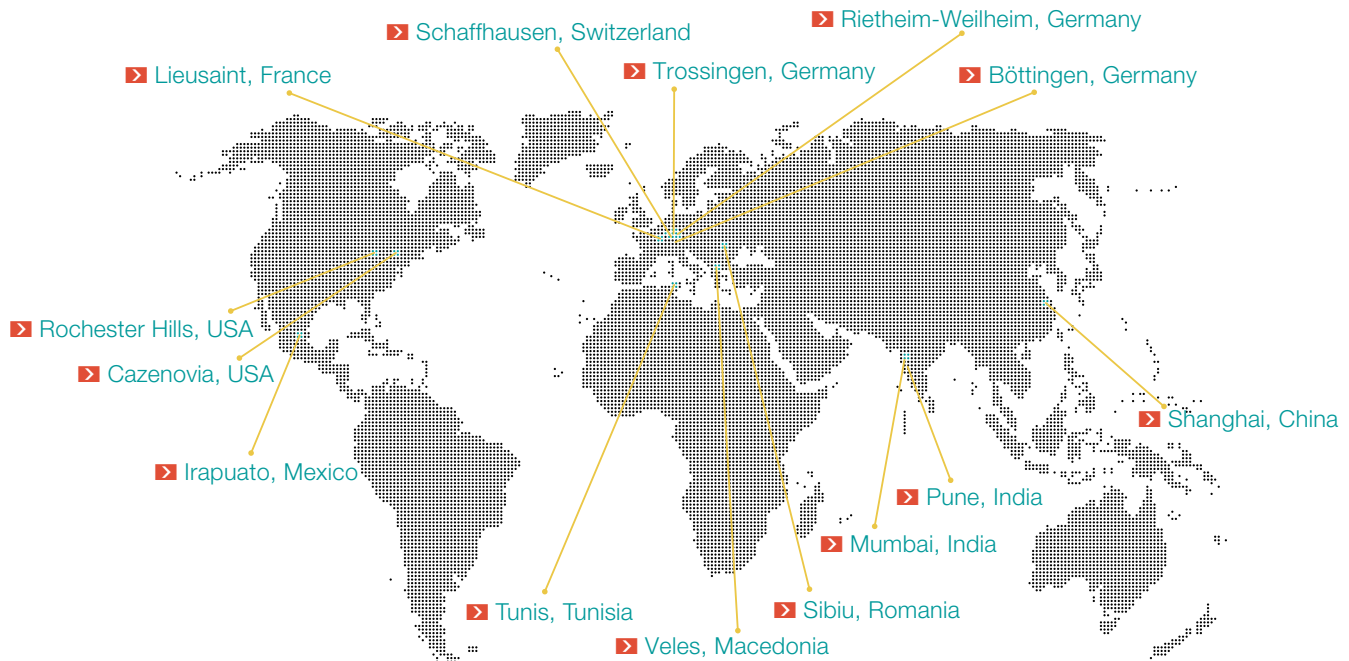 Rietheim-Weilheim, Germany
Schaffhausen, Switzerland
Lieusaint, France
Trossingen, Germany
Böttingen, Germany
Rochester Hills, USA
Cazenovia, USA
Shanghai, China
Irapuato, Mexico
Pune, India
Mumbai, India
Tunis, Tunisia
Sibiu, Romania
Veles, Macedonia